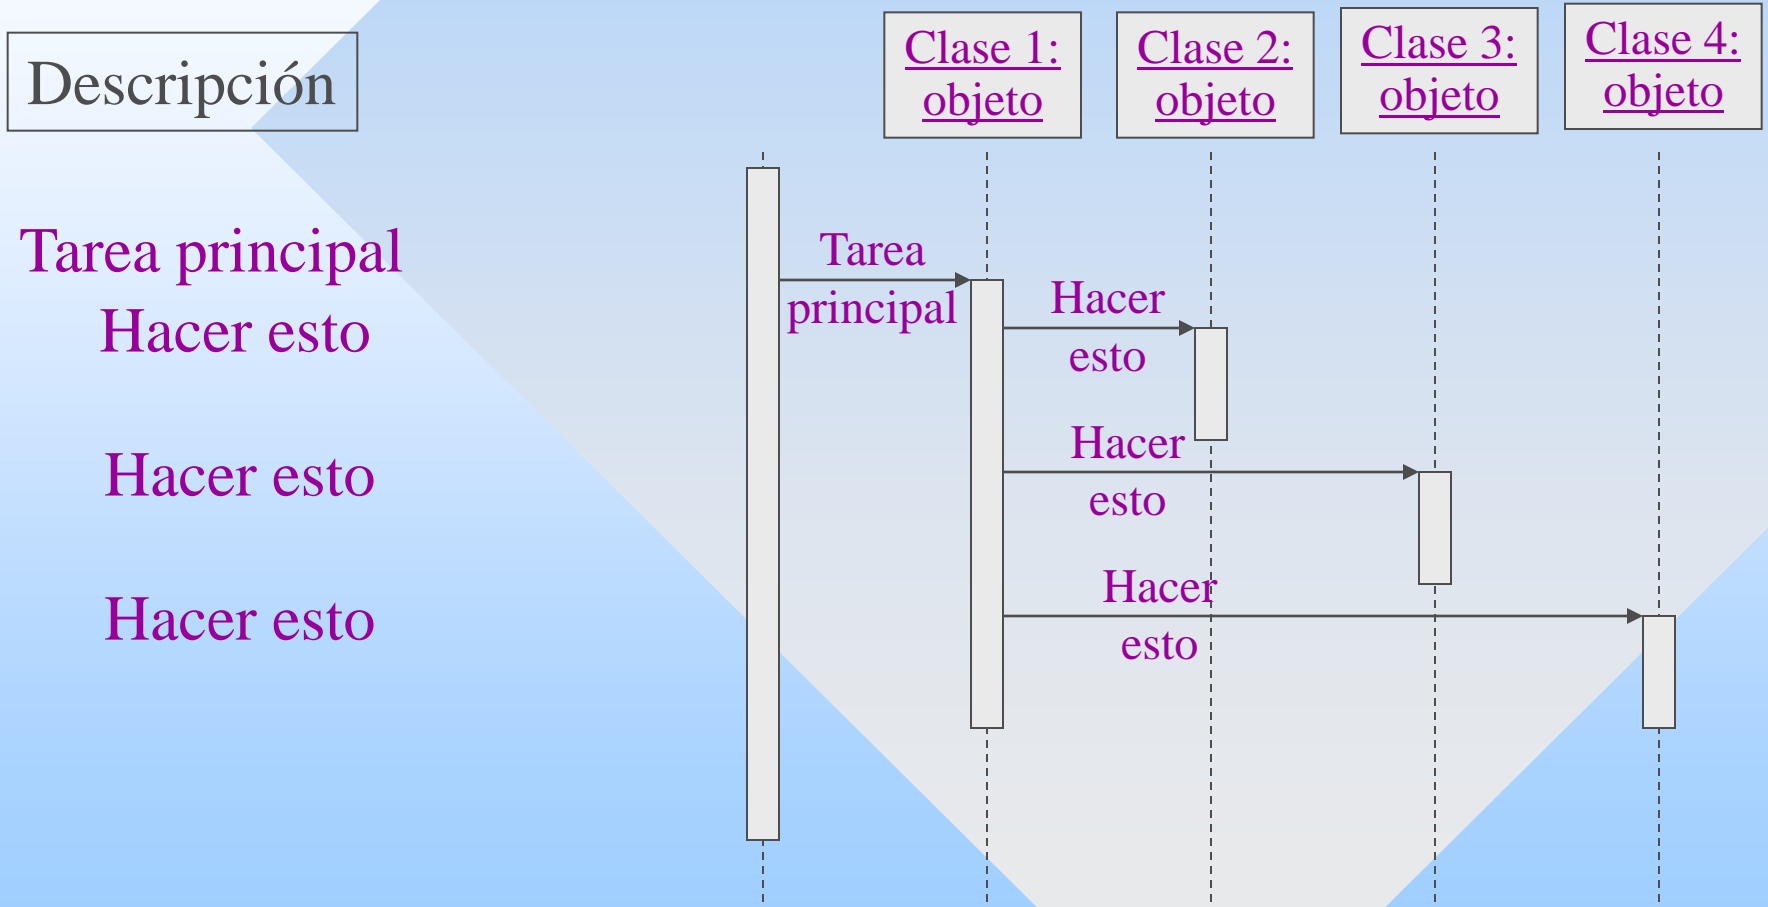 Descripción
Clase 1:
objeto
Clase 2:
objeto
Clase 3:
objeto
Clase 4:
objeto
Tarea principal
Hacer esto
Hacer esto
Hacer esto
Tarea
principal
Hacer
esto
Hacer
esto
Hacer
esto